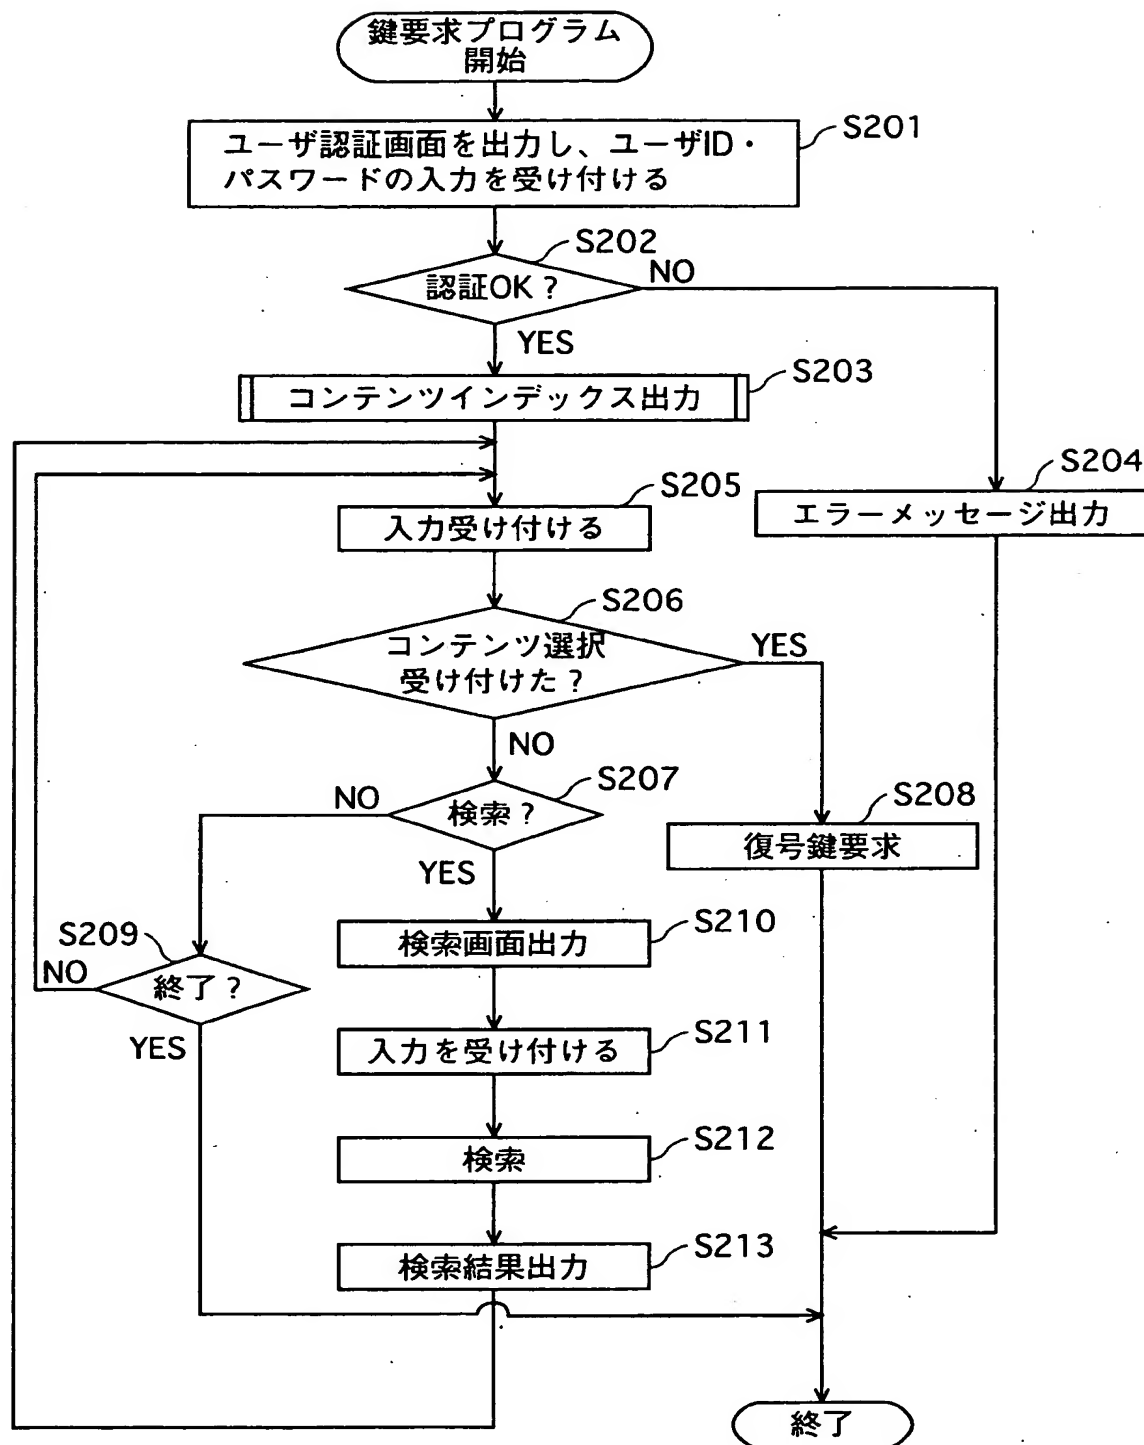 鍵要求プログラム
開始
S201
ユーザ認証画面を出力し、ユーザID・
パスワードの入力を受け付ける
S202
認証OK?
NO
YES
S203
コンテンツインデックス出力
S204
エラーメッセージ出力
S205
入力受け付ける
S206
コンテンツ選択
受け付けた?
YES
NO
S207
検索?
NO
YES
S208
復号鍵要求
S209
終了?
NO
YES
S210
検索画面出力
S211
入力を受け付ける
S212
検索
S213
検索結果出力
終了